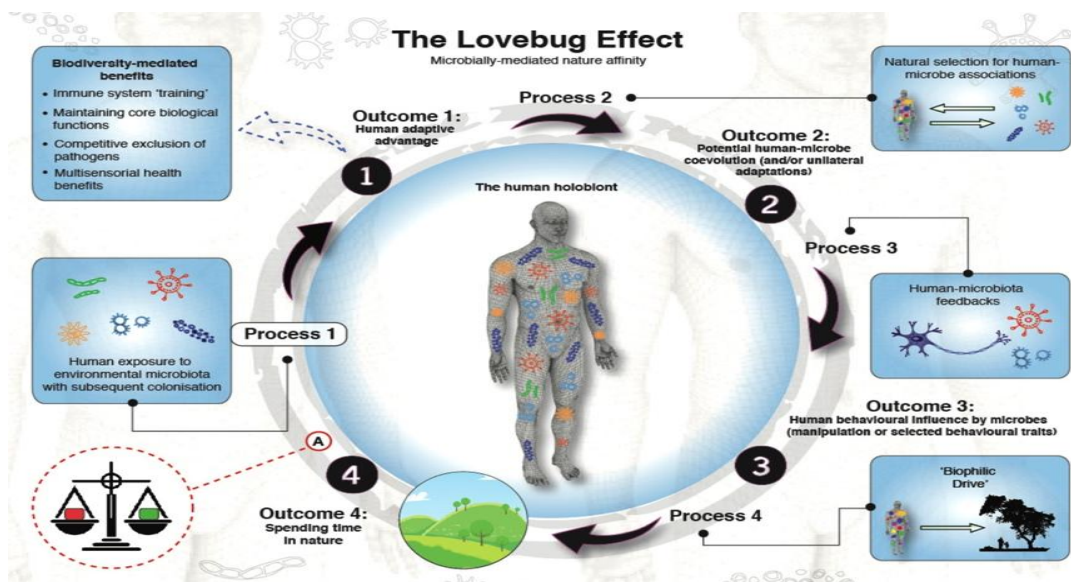 The Lovebug Effect
Microbially-mediated nature affinity
Biodiversity-mediated
benefits
• Immune system 'training'
• Maintaining core biological
functions
• Competitive exclusion of
pathogens
• Multisensorial health
benefits
Outcome 1:
Human adaptive
advantage
1
Process 2
Natural selection for human-
microbe associations
Outcome 2:
Potential human-microbe
coevolution (and/or unilateral
adaptations)
2
The human holobiont
Process 3
Human-microbiota
feedbacks
Process 1
Human exposure to
environmental microbiota
with subsequent colonisation
Outcome 3:
Human behavioural influence by microbes
(manipulation or selected behavioural traits)
3
"Biophilic
Drive"
Process 4
A
4
Outcome 4:
Spending time
in nature